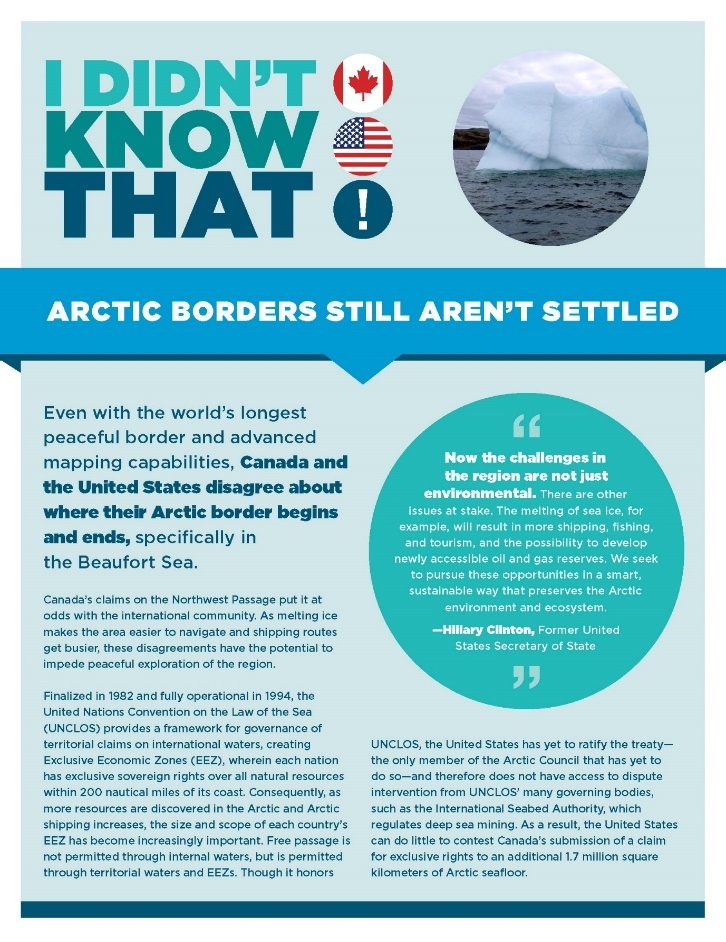 I DIDN'T
KNOW
THAT !
ARCTIC BORDERS STILL AREN'T SETTLED
Even with the world's longest
peaceful border and advanced
mapping capabilities, Canada and
the United States disagree about
where their Arctic border begins
and ends, specifically in
the Beaufort Sea.
Canada's claims on the Northwest Passage put it at
odds with the international community. As melting ice
makes the area easier to navigate and shipping routes
get busier, these disagreements have the potential to
impede peaceful exploration of the region.
Finalized in 1982 and fully operational in 1994, the
United Nations Convention on the Law of the Sea
(UNCLOS) provides a framework for governance of
territorial claims on international waters, creating
Exclusive Economic Zones (EEZ), wherein each nation
has exclusive sovereign rights over all natural resources
within 200 nautical miles of its coast. Consequently, as
more resources are discovered in the Arctic and Arctic
shipping increases, the size and scope of each country's
EEZ has become increasingly important. Free passage is
not permitted through internal waters, but is permitted
through territorial waters and EEZs. Though it honors
“
Now the challenges in
the region are not just
environmental. There are other
issues at stake. The melting of sea ice, for
example, will result in more shipping, fishing,
and tourism, and the possibility to develop
newly accessible oil and gas reserves. We seek
to pursue these opportunities in a smart,
sustainable way that preserves the Arctic
environment and ecosystem.
—Hillary Clinton, Former United
States Secretary of State
”
UNCLOS, the United States has yet to ratify the treaty—
the only member of the Arctic Council that has yet to
do so—and therefore does not have access to dispute
intervention from UNCLOS' many governing bodies,
such as the International Seabed Authority, which
regulates deep sea mining. As a result, the United States
can do little to contest Canada's submission of a claim
for exclusive rights to an additional 1.7 million square
kilometers of Arctic seafloor.